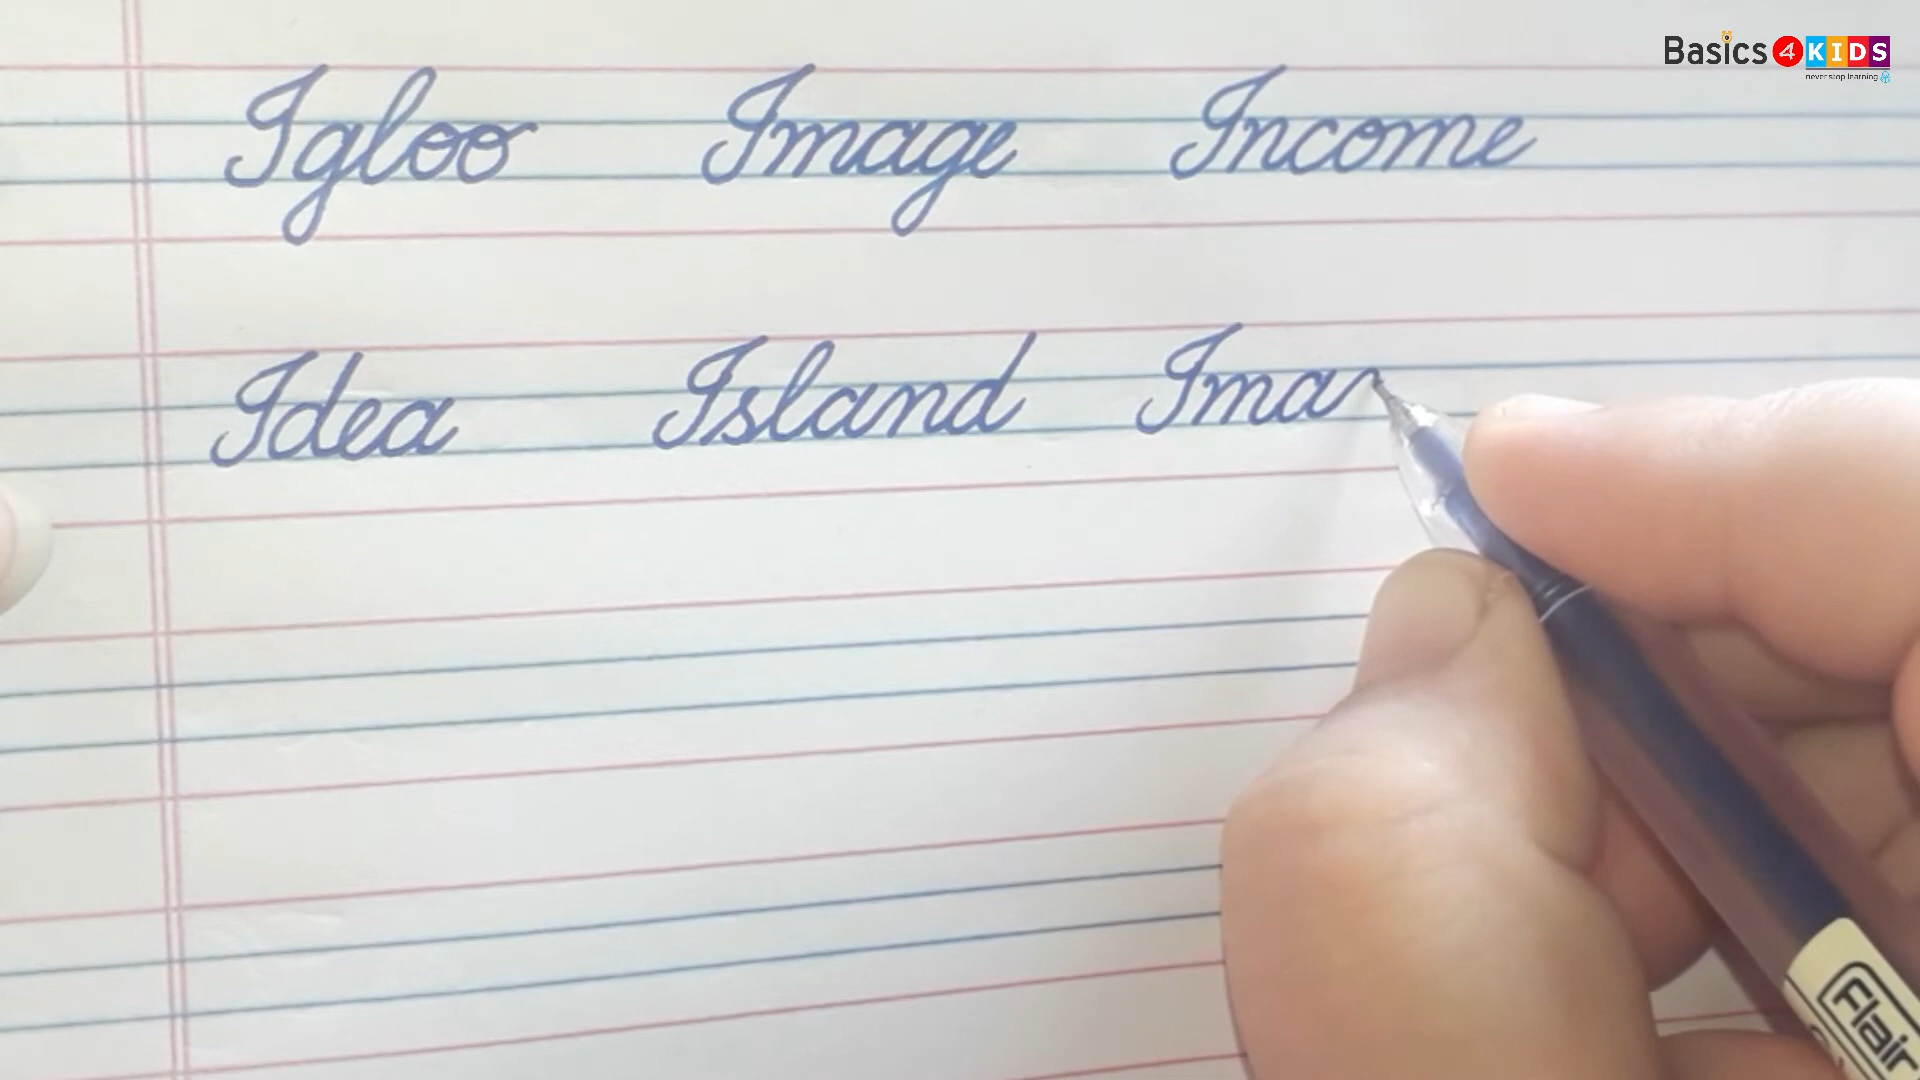 Basics 4 KIDS
never stop learning
Igloo Image Income
Idea Island Ima
Flair